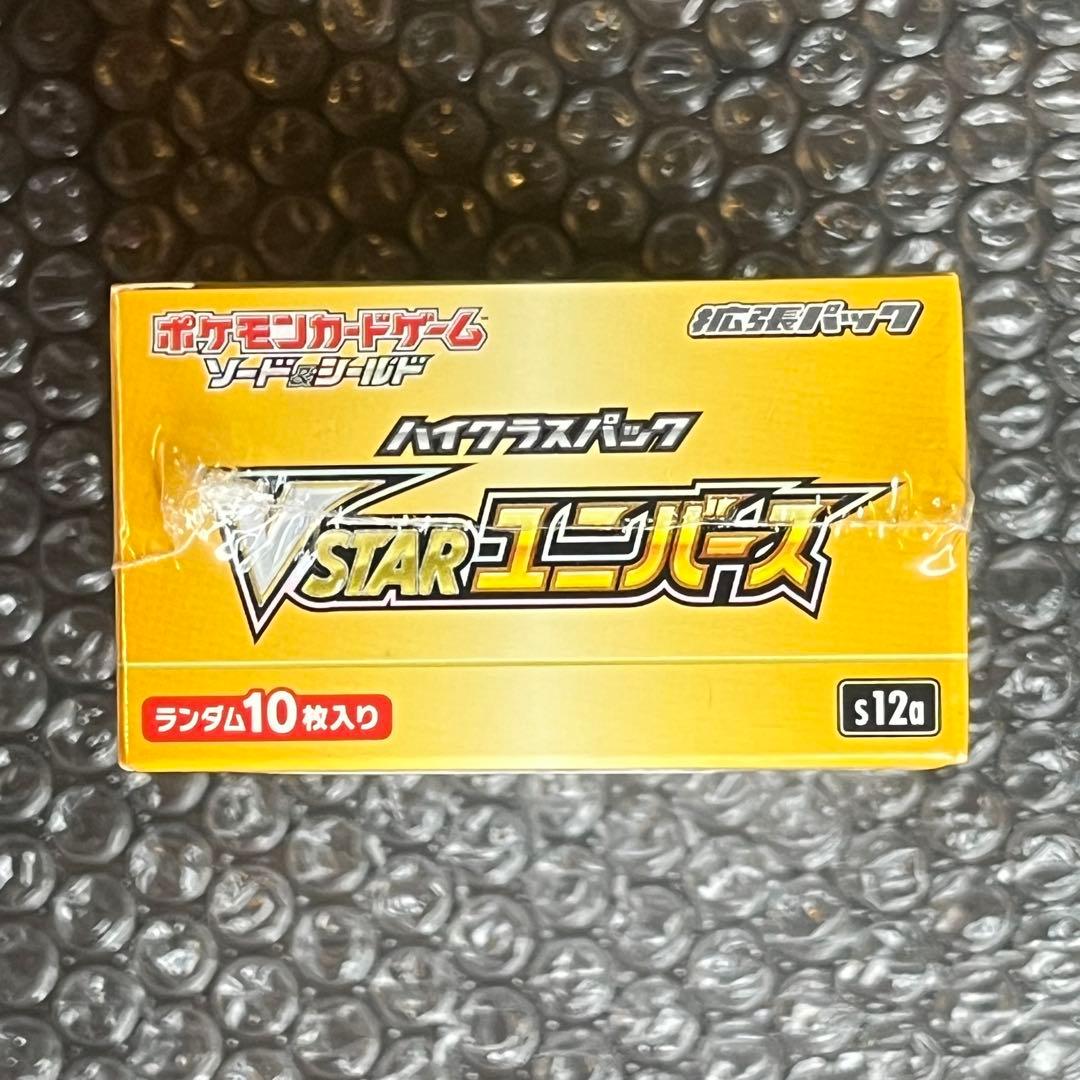 ポケモンカードゲーム™
ソード&シールド
拡張パック
ハイクラスパック
VSTARユニバース
ランダム10枚入り
s12a